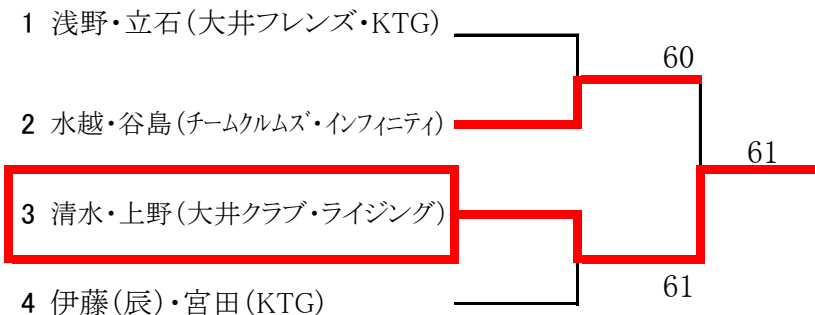 1 浅野・立石(大井フレンズ・KTG)
60
2 水越・谷島(チームクルムズ・インフィニティ)
61
3 清水・上野(大井クラブ・ライジング)
61
4 伊藤(辰)・宮田(KTG)